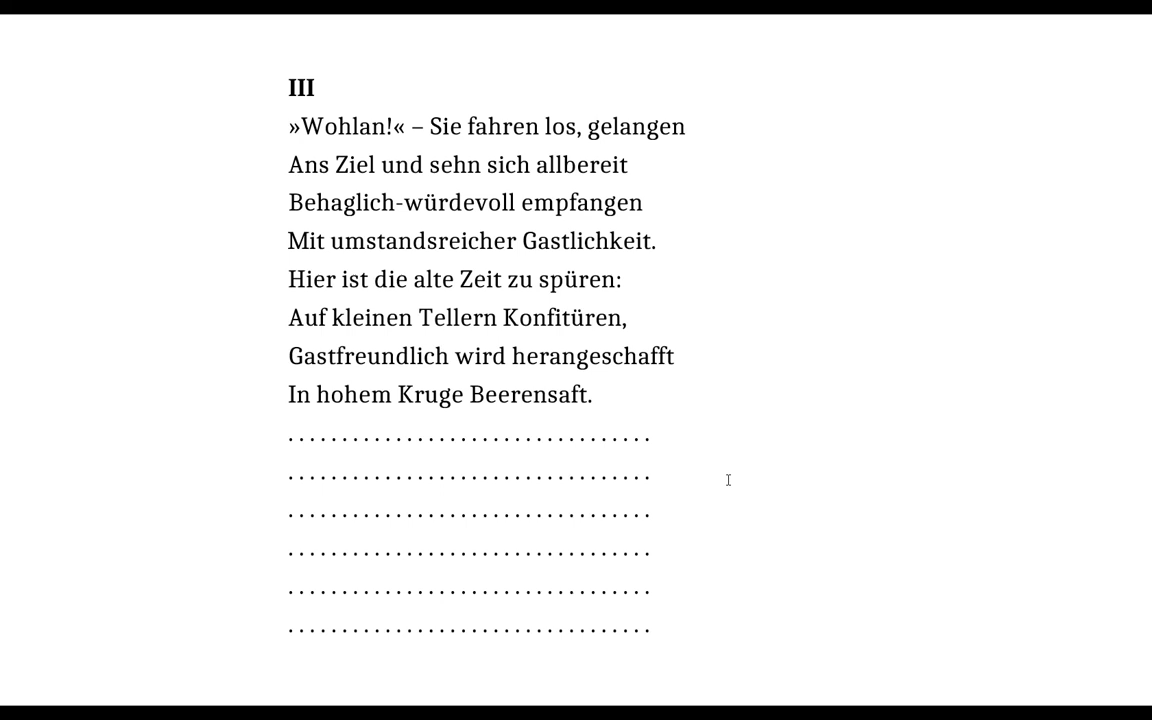 III
»Wohlan!« – Sie fahren los, gelangen
Ans Ziel und sehn sich allbereit
Behaglich-würdevoll empfangen
Mit umstandsreicher Gastlichkeit.
Hier ist die alte Zeit zu spüren:
Auf kleinen Tellern Konfitüren,
Gastfreundlich wird herangeschafft
In hohem Kruge Beerensaft.
. . . . . . . . . . . . . . . . . . . . . . . . . . . . . . . . . .
. . . . . . . . . . . . . . . . . . . . . . . . . . . . . . . . . .
. . . . . . . . . . . . . . . . . . . . . . . . . . . . . . . . . .
. . . . . . . . . . . . . . . . . . . . . . . . . . . . . . . . . .
. . . . . . . . . . . . . . . . . . . . . . . . . . . . . . . . . .
. . . . . . . . . . . . . . . . . . . . . . . . . . . . . . . . . .